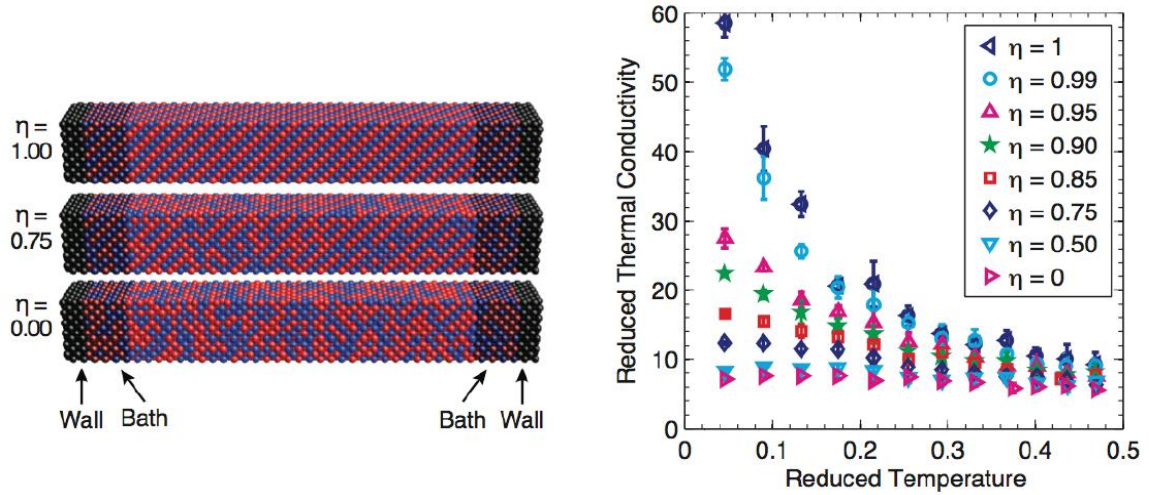 η =
1.00
η =
0.75
η =
0.00
Wall
Bath
Bath
Wall
Reduced Thermal Conductivity
60
50
40
30
20
10
0
0
0.1
0.2
0.3
0.4
0.5
Reduced Temperature
η = 1
η = 0.99
η = 0.95
η = 0.90
η = 0.85
η = 0.75
η = 0.50
η = 0